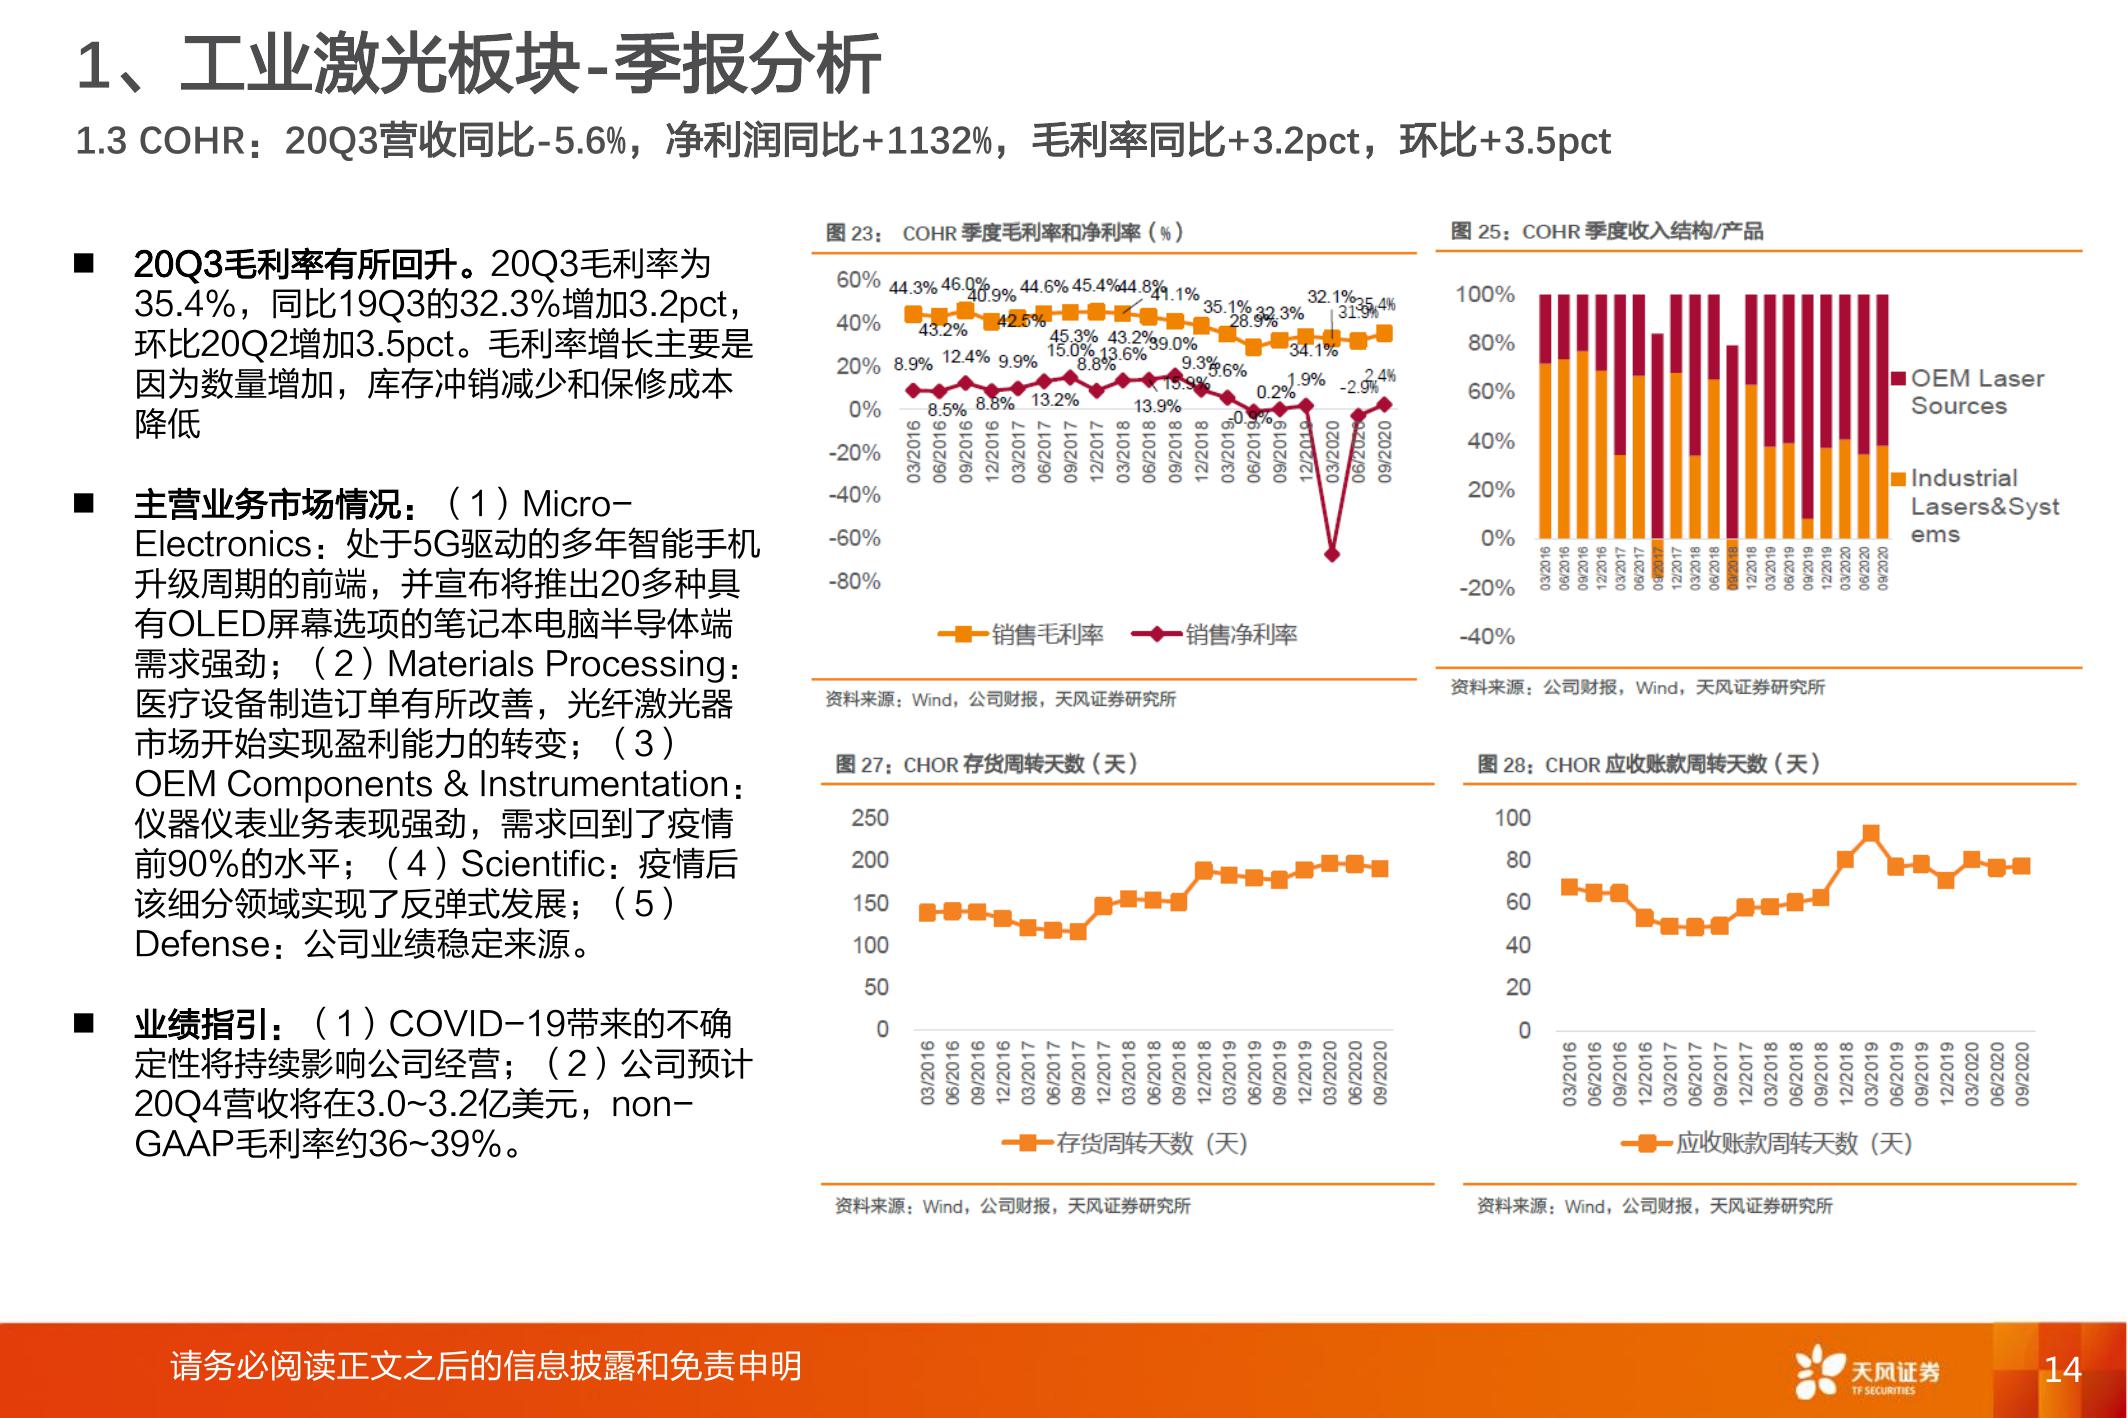 1、工业激光板块-季报分析
1.3 COHR：20Q3营收同比-5.6%，净利润同比+1132%，毛利率同比+3.2pct，环比+3.5pct
■ 20Q3毛利率有所回升。20Q3毛利率为
35.4%，同比19Q3的32.3%增加3.2pct，
环比20Q2增加3.5pct。毛利率增长主要是
因为数量增加，库存冲销减少和保修成本
降低
■ 主营业务市场情况：（1）Micro-
Electronics：处于5G驱动的多年智能手机
升级周期的前端，并宣布将推出20多种具
有OLED屏幕选项的笔记本电脑半导体端
需求强劲；（2）Materials Processing：
医疗设备制造订单有所改善，光纤激光器
市场开始实现盈利能力的转变；（3）
OEM Components & Instrumentation：
仪器仪表业务表现强劲，需求回到了疫情
前90%的水平；（4）Scientific：疫情后
该细分领域实现了反弹式发展；（5）
Defense：公司业绩稳定来源。
■ 业绩指引：（1）COVID-19带来的不确
定性将持续影响公司经营；（2）公司预计
20Q4营收将在3.0~3.2亿美元，non-
GAAP毛利率约36~39%。
图 23： COHR 季度毛利率和净利率（%）
60%
40%
20%
0%
-20%
-40%
-60%
-80%
44.3% 46.0% 40.9% 44.6% 45.4% 44.8% 41.1% 35.1% 28.9% 32.3% 32.1% 31.9% 35.4%
43.2% 42.5% 45.3% 43.2% 39.0% 34.1%
8.9% 12.4% 9.9% 15.0% 8.8% 13.6% 15.9% 9.3% 5.6% 0.2% 1.9% -2.9% 2.4%
8.5% 8.8% 13.2% 13.9% -0.9%
03/2016 06/2016 09/2016 12/2016 03/2017 06/2017 09/2017 12/2017 03/2018 06/2018 09/2018 12/2018 03/2019 06/2019 09/2019 12/2019 03/2020 06/2020 09/2020
销售毛利率 销售净利率
资料来源：Wind，公司财报，天风证券研究所
图 25：COHR 季度收入结构/产品
100%
80%
60%
40%
20%
0%
-20%
-40%
03/2016 06/2016 09/2016 12/2016 03/2017 06/2017 09/2017 12/2017 03/2018 06/2018 09/2018 12/2018 03/2019 06/2019 09/2019 12/2019 03/2020 06/2020 09/2020
OEM Laser
Sources
Industrial
Lasers&Syst
ems
资料来源：公司财报，Wind，天风证券研究所
图 27：CHOR 存货周转天数（天）
250
200
150
100
50
0
03/2016 06/2016 09/2016 12/2016 03/2017 06/2017 09/2017 12/2017 03/2018 06/2018 09/2018 12/2018 03/2019 06/2019 09/2019 12/2019 03/2020 06/2020 09/2020
存货周转天数（天）
资料来源：Wind，公司财报，天风证券研究所
图 28：CHOR 应收账款周转天数（天）
100
80
60
40
20
0
03/2016 06/2016 09/2016 12/2016 03/2017 06/2017 09/2017 12/2017 03/2018 06/2018 09/2018 12/2018 03/2019 06/2019 09/2019 12/2019 03/2020 06/2020 09/2020
应收账款周转天数（天）
资料来源：Wind，公司财报，天风证券研究所
请务必阅读正文之后的信息披露和免责申明
天风证券
TF SECURITIES
14